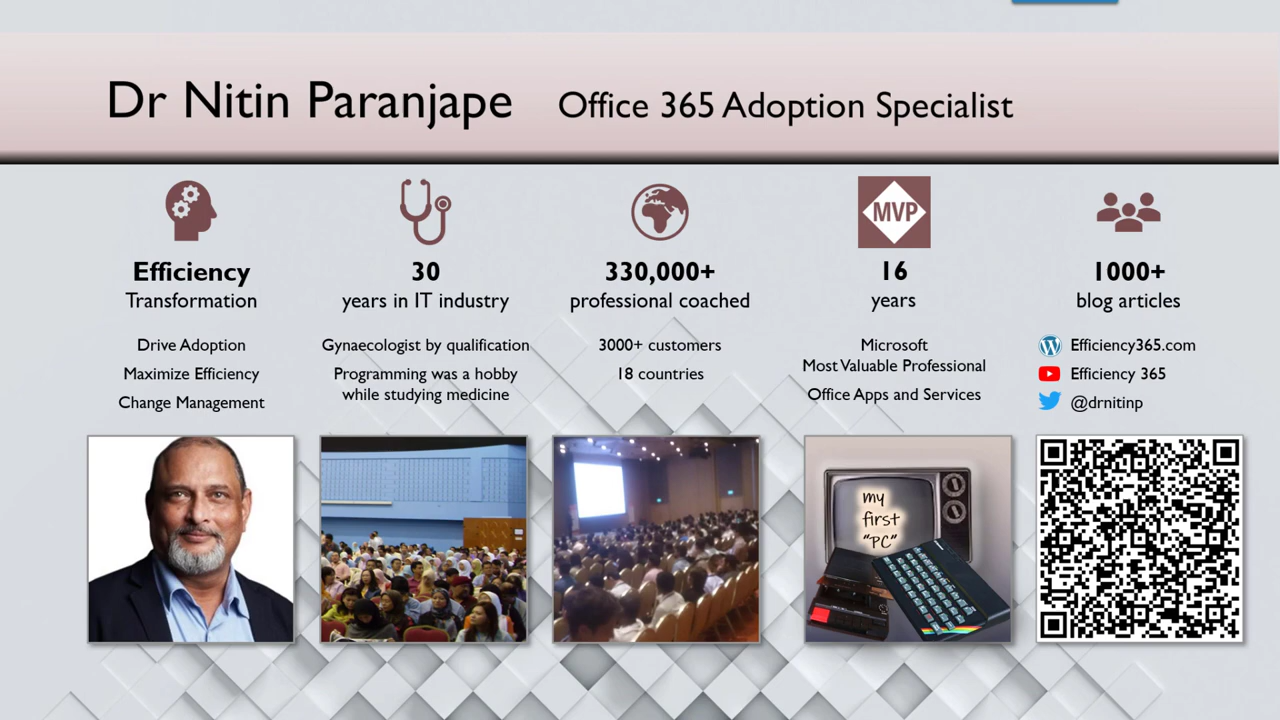 Dr Nitin Paranjape Office 365 Adoption Specialist
MVP
Efficiency
Transformation
Drive Adoption
Maximize Efficiency
Change Management
30
years in IT industry
Gynaecologist by qualification
Programming was a hobby
while studying medicine
330,000+
professional coached
3000+ customers
18 countries
16
years
Microsoft
Most Valuable Professional
Office Apps and Services
1000+
blog articles
Efficiency365.com
Efficiency 365
@drnitinp
my
first
"PC"